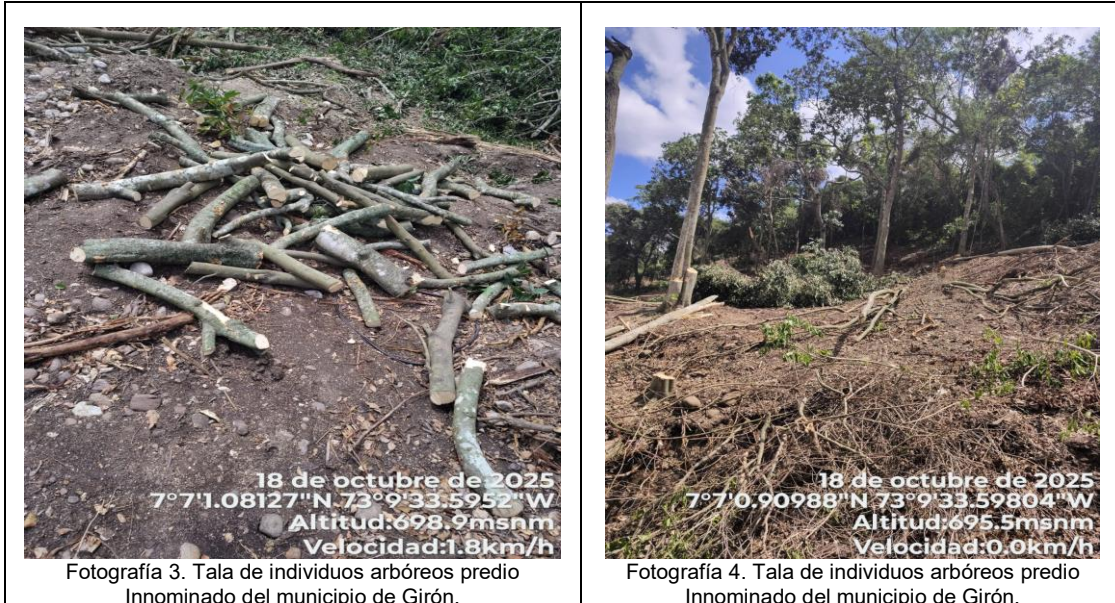 18 de octubre de 2025
7°7'1.08127"N 73°9'33.5952"W
Altitud:698.9msnm
Velocidad:1.8km/h
Fotografía 3. Tala de individuos arbóreos predio
Innominado del municipio de Girón.
18 de octubre de 2025
7°7'0.90988"N 73°9'33.59804"W
Altitud:695.5msnm
Velocidad:0.0km/h
Fotografía 4. Tala de individuos arbóreos predio
Innominado del municipio de Girón.